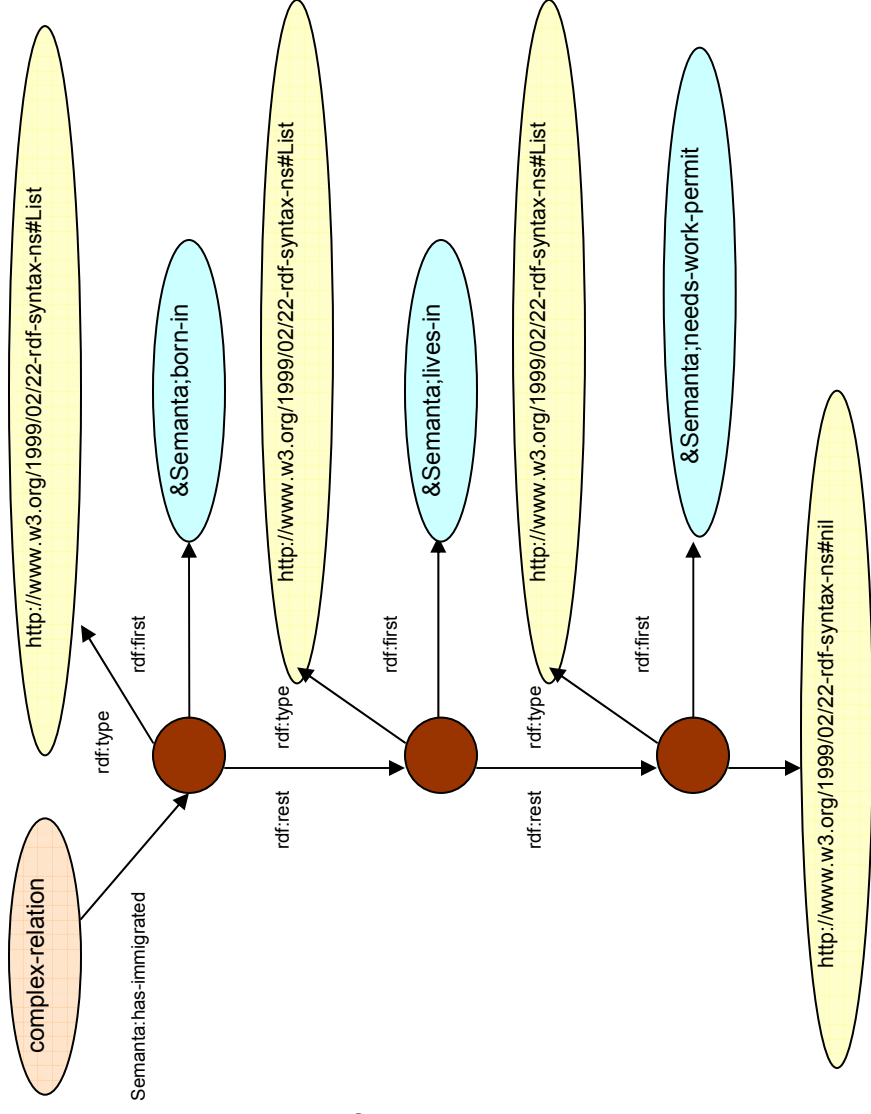 complex-relation
Semanta:has-immigrated
http://www.w3.org/1999/02/22-rdf-syntax-ns#List
rdf:type
rdf:first
&Semanta;born-in
rdf:rest
http://www.w3.org/1999/02/22-rdf-syntax-ns#List
rdf:type
rdf:first
&Semanta;lives-in
rdf:rest
http://www.w3.org/1999/02/22-rdf-syntax-ns#List
rdf:type
rdf:first
&Semanta;needs-work-permit
http://www.w3.org/1999/02/22-rdf-syntax-ns#nil